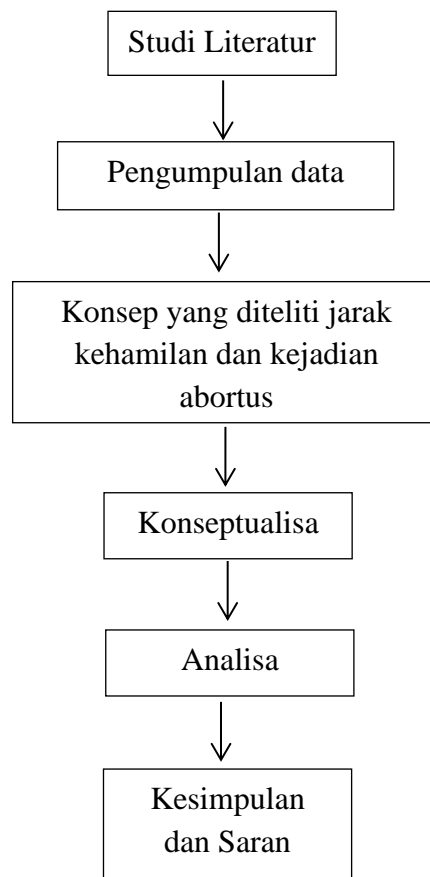 Studi Literatur
Pengumpulan data
Konsep yang diteliti jarak
kehamilan dan kejadian
abortus
Konseptualisa
Analisa
Kesimpulan
dan Saran